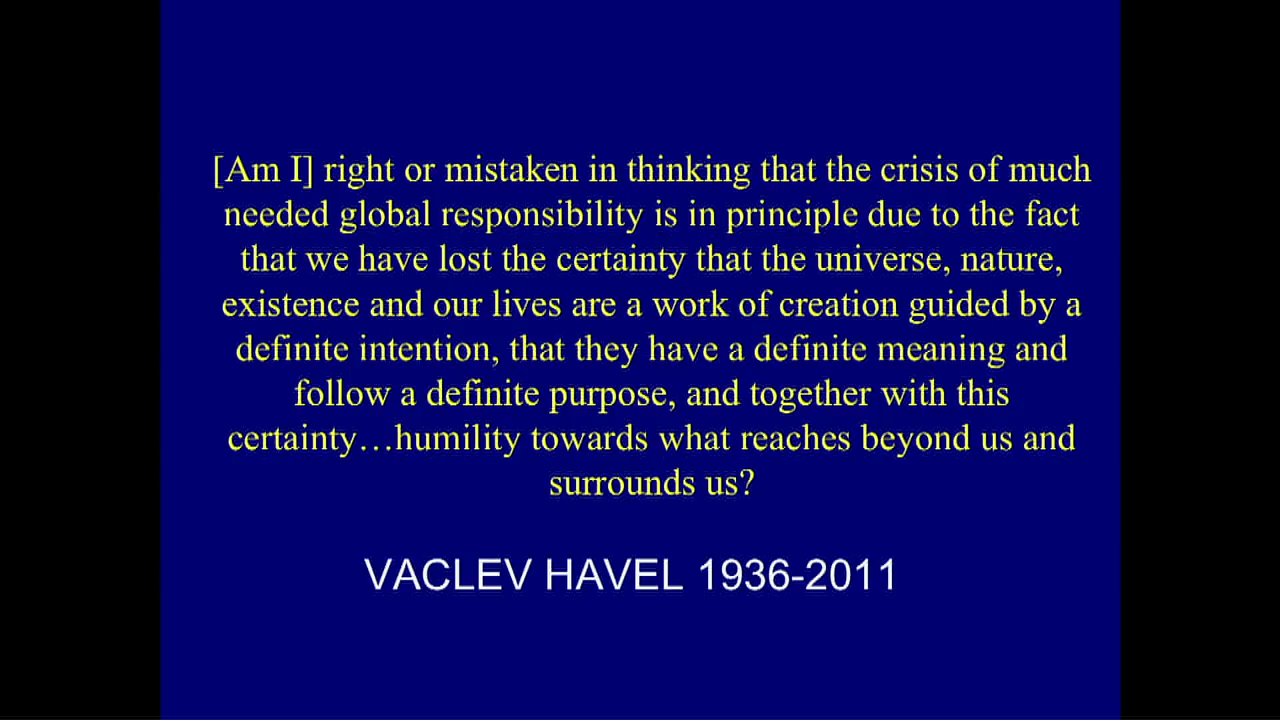 [Am I] right or mistaken in thinking that the crisis of much
needed global responsibility is in principle due to the fact
that we have lost the certainty that the universe, nature,
existence and our lives are a work of creation guided by a
definite intention, that they have a definite meaning and
follow a definite purpose, and together with this
certainty…humility towards what reaches beyond us and
surrounds us?
VACLEV HAVEL 1936-2011